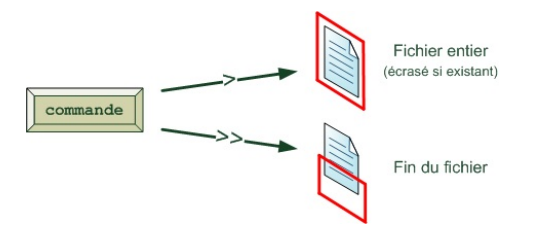 commande
>
Fichier entier
(écrasé si existant)
>>
Fin du fichier